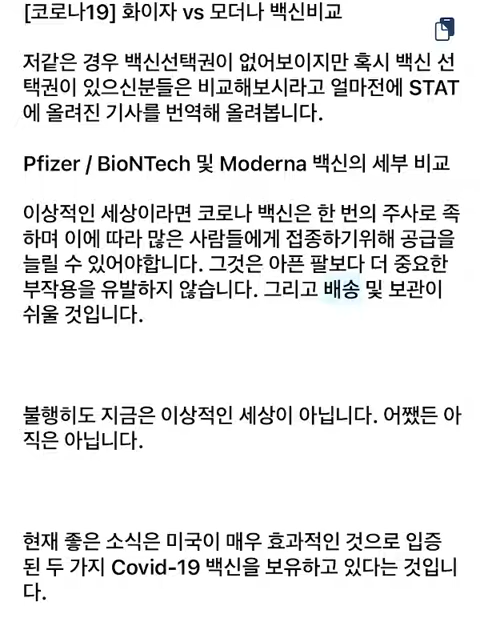 [코로나19] 화이자 vs 모더나 백신비교
저같은 경우 백신선택권이 없어보이지만 혹시 백신 선
택권이 있으신분들은 비교해보시라고 얼마전에 STAT
에 올려진 기사를 번역해 올려봅니다.
Pfizer / BioNTech 및 Moderna 백신의 세부 비교
이상적인 세상이라면 코로나 백신은 한 번의 주사로 족
하며 이에 따라 많은 사람들에게 접종하기위해 공급을
늘릴 수 있어야합니다. 그것은 아픈 팔보다 더 중요한
부작용을 유발하지 않습니다. 그리고 배송 및 보관이
쉬울 것입니다.
불행히도 지금은 이상적인 세상이 아닙니다. 어쨌든 아
직은 아닙니다.
현재 좋은 소식은 미국이 매우 효과적인 것으로 입증
된 두 가지 Covid-19 백신을 보유하고 있다는 것입니
다.